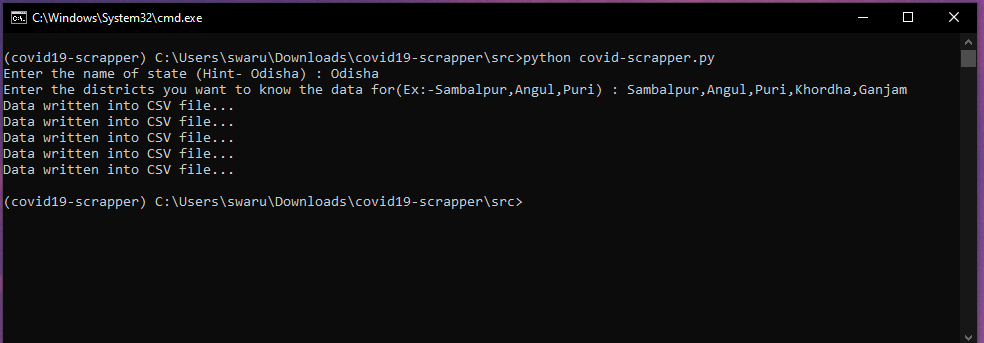 C:\Windows\System32\cmd.exe
(covid19-scrapper) C:\Users\swaru\Downloads\covid19-scrapper\src>python covid-scrapper.py
Enter the name of state (Hint- Odisha) : Odisha
Enter the districts you want to know the data for(Ex:-Sambalpur,Angul,Puri) : Sambalpur,Angul,Puri,Khordha,Ganjam
Data written into CSV file...
Data written into CSV file...
Data written into CSV file...
Data written into CSV file...
Data written into CSV file...
(covid19-scrapper) C:\Users\swaru\Downloads\covid19-scrapper\src>